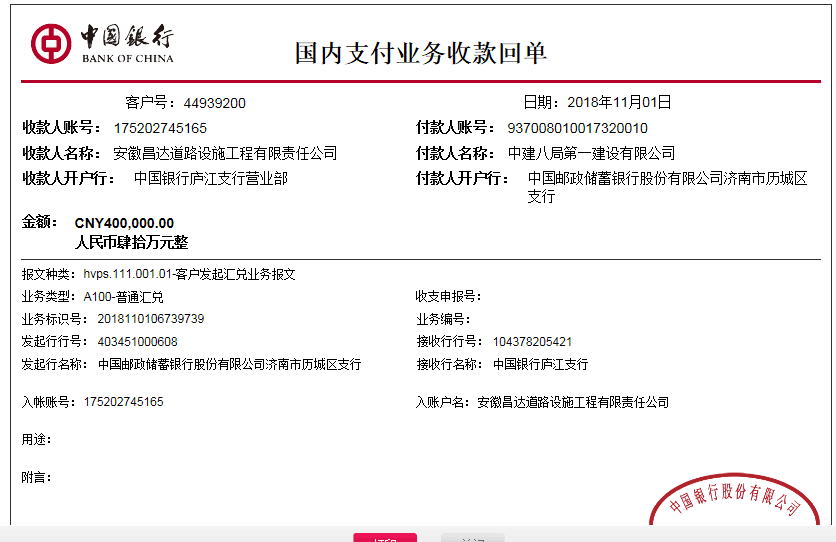 中国银行
BANK OF CHINA
国内支付业务收款回单
客户号：44939200 日期：2018年11月01日
收款人账号：175202745165 付款人账号：937008010017320010
收款人名称：安徽昌达道路设施工程有限责任公司 付款人名称：中建八局第一建设有限公司
收款人开户行：中国银行庐江支行营业部 付款人开户行：中国邮政储蓄银行股份有限公司济南市历城区
支行
金额：CNY400,000.00
人民币肆拾万元整
报文种类：hvps.111.001.01-客户发起汇兑业务报文
业务类型：A100-普通汇兑 收支申报号：
业务标识号：2018110106739739 业务编号：
发起行行号：403451000608 接收行行号：104378205421
发起行名称：中国邮政储蓄银行股份有限公司济南市历城区支行 接收行名称：中国银行庐江支行
入帐账号：175202745165 入账户名：安徽昌达道路设施工程有限责任公司
用途：
附言：
中国银行股份有限公司